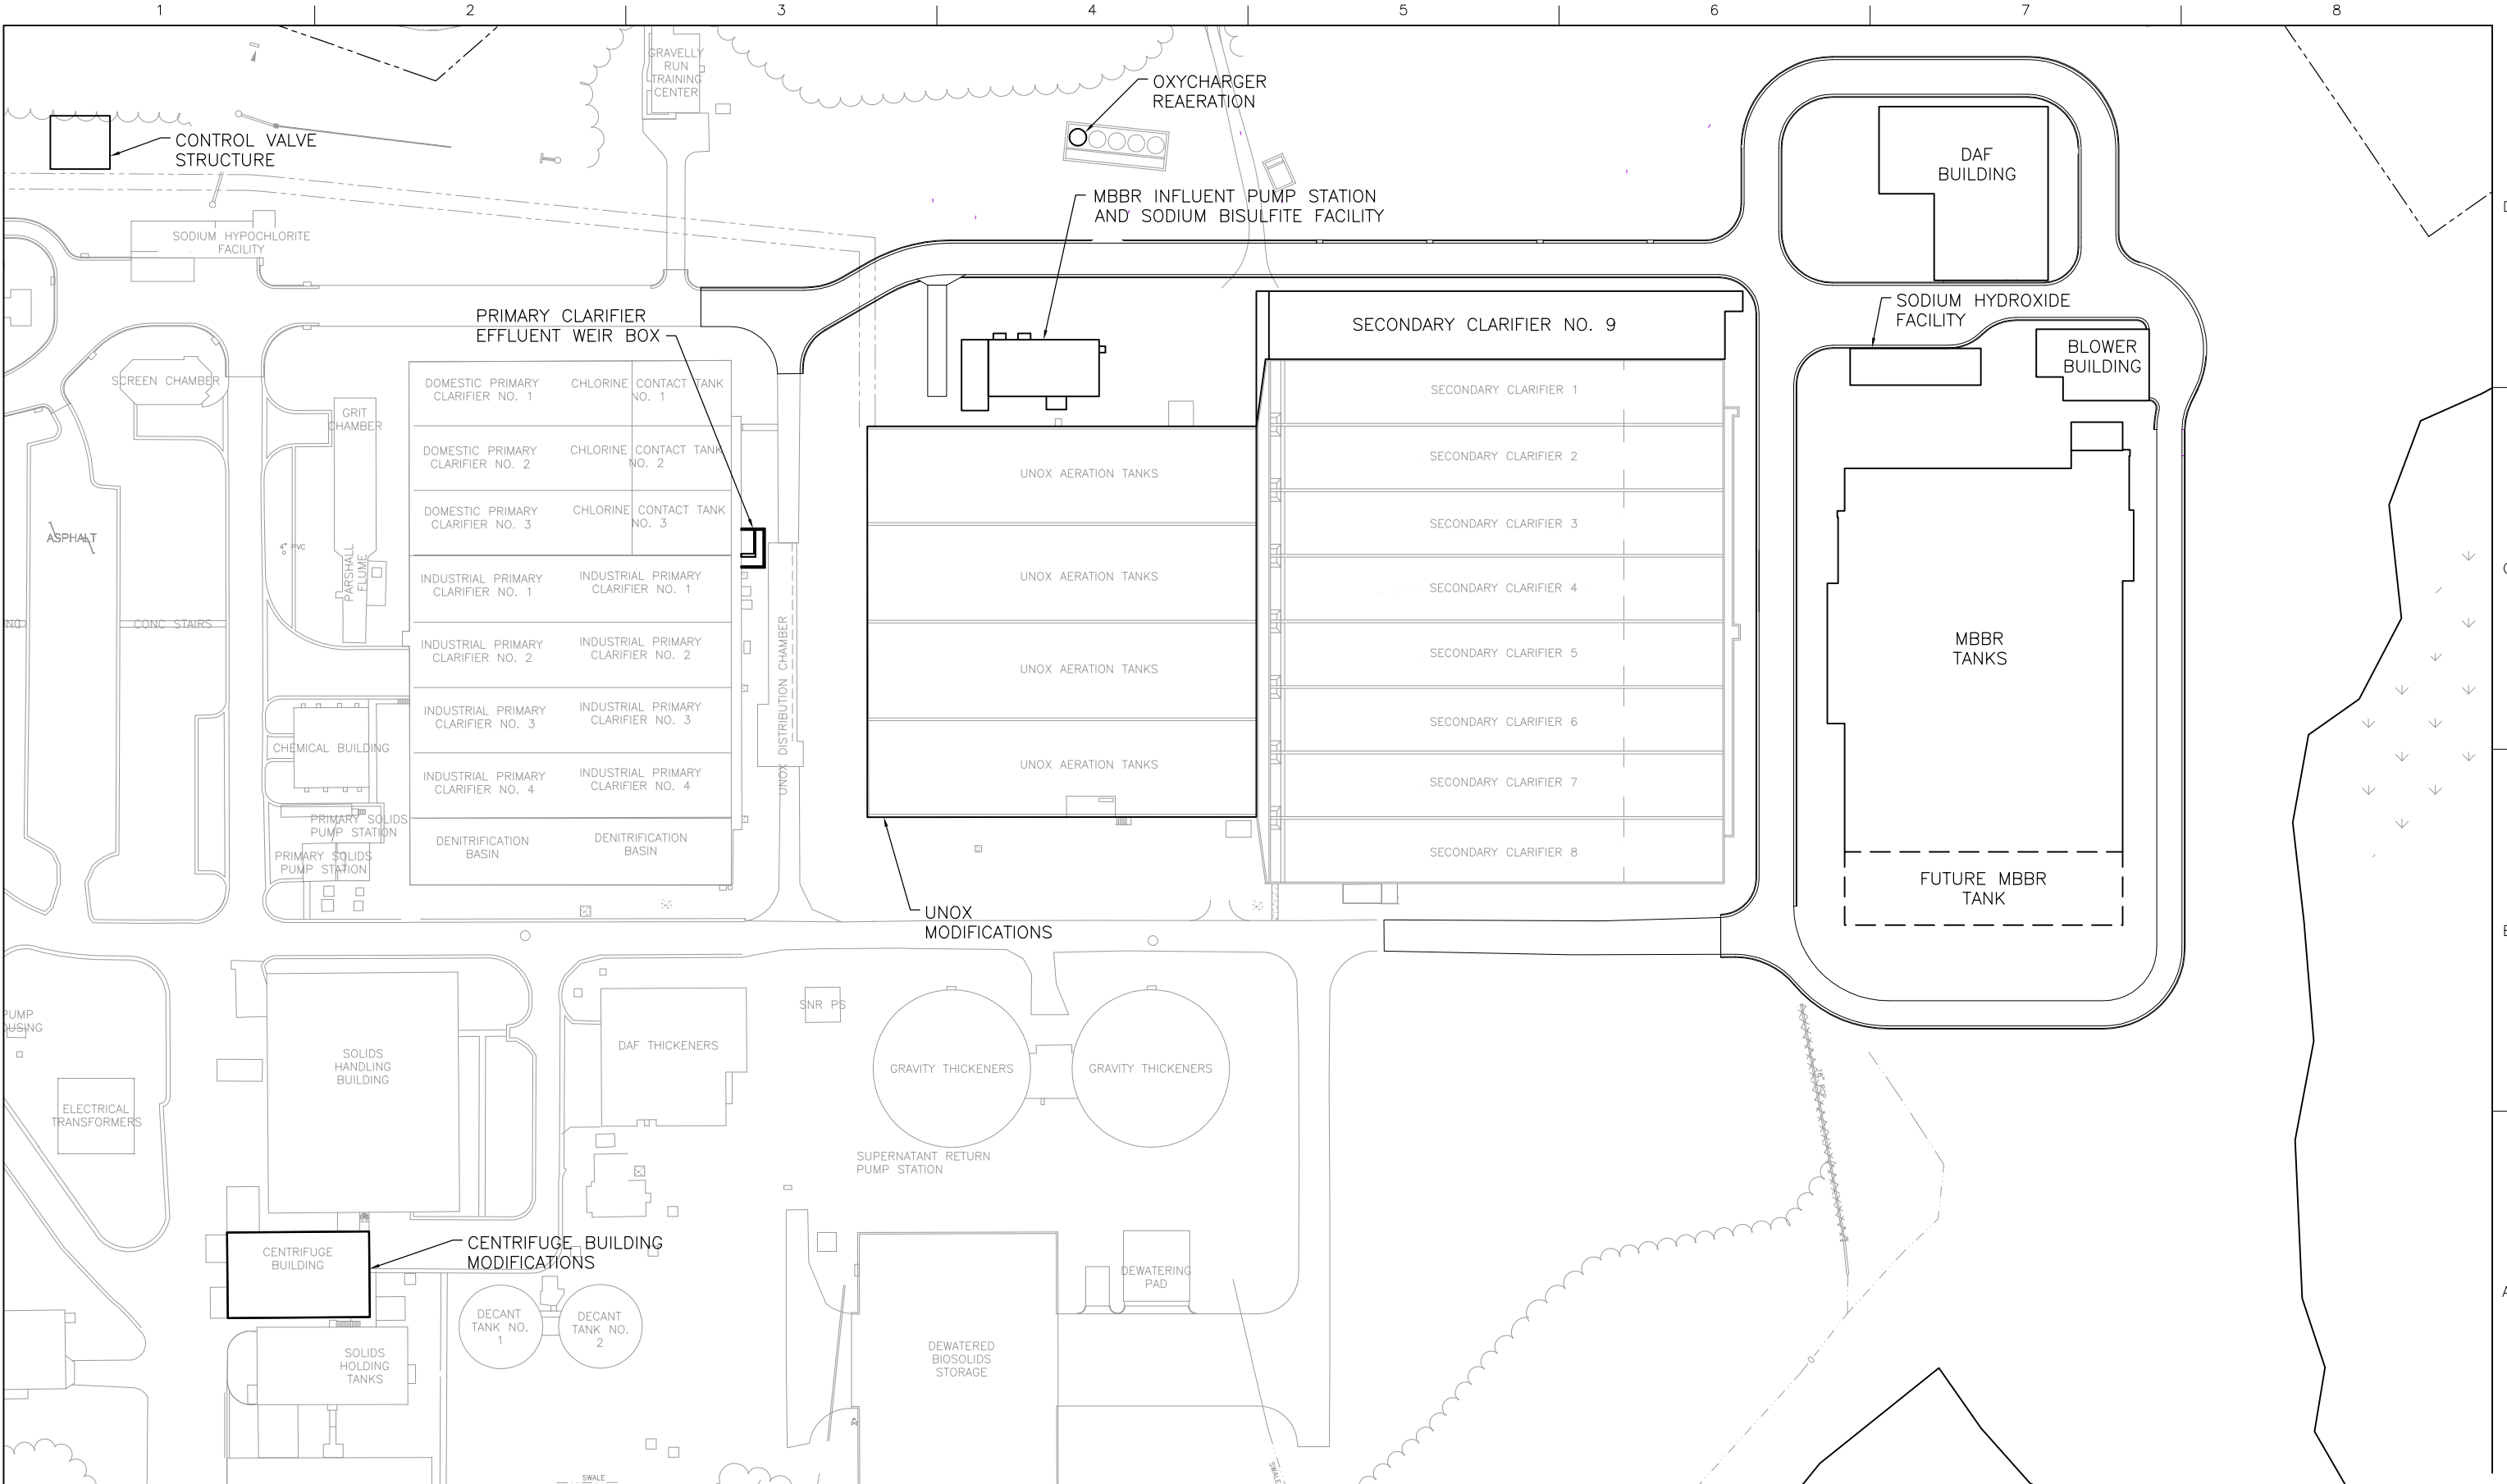 1 2 3 4 5 6 7 8
GRAVELLY
RUN
TRAINING
CENTER
OXYCHARGER
REAERATION
CONTROL VALVE
STRUCTURE
DAF
BUILDING
MBBR INFLUENT PUMP STATION
AND SODIUM BISULFITE FACILITY
SODIUM HYPOCHLORITE
FACILITY
SODIUM HYDROXIDE
FACILITY
PRIMARY CLARIFIER
EFFLUENT WEIR BOX
SECONDARY CLARIFIER NO. 9
BLOWER
BUILDING
SCREEN CHAMBER
GRIT
CHAMBER
DOMESTIC PRIMARY
CLARIFIER NO. 1
CHLORINE CONTACT TANK
NO. 1
SECONDARY CLARIFIER 1
DOMESTIC PRIMARY
CLARIFIER NO. 2
CHLORINE CONTACT TANK
NO. 2
UNOX AERATION TANKS
SECONDARY CLARIFIER 2
DOMESTIC PRIMARY
CLARIFIER NO. 3
CHLORINE CONTACT TANK
NO. 3
SECONDARY CLARIFIER 3
ASPHALT
4" PVC
PARSHALL
FLUME
INDUSTRIAL PRIMARY
CLARIFIER NO. 1
INDUSTRIAL PRIMARY
CLARIFIER NO. 1
UNOX AERATION TANKS
SECONDARY CLARIFIER 4
CONC STAIRS
INDUSTRIAL PRIMARY
CLARIFIER NO. 2
INDUSTRIAL PRIMARY
CLARIFIER NO. 2
UNOX DISTRIBUTION CHAMBER
UNOX AERATION TANKS
SECONDARY CLARIFIER 5
MBBR
TANKS
INDUSTRIAL PRIMARY
CLARIFIER NO. 3
INDUSTRIAL PRIMARY
CLARIFIER NO. 3
SECONDARY CLARIFIER 6
CHEMICAL BUILDING
INDUSTRIAL PRIMARY
CLARIFIER NO. 4
INDUSTRIAL PRIMARY
CLARIFIER NO. 4
UNOX AERATION TANKS
SECONDARY CLARIFIER 7
PRIMARY SOLIDS
PUMP STATION
PRIMARY SOLIDS
PUMP STATION
DENITRIFICATION
BASIN
DENITRIFICATION
BASIN
SECONDARY CLARIFIER 8
FUTURE MBBR
TANK
UNOX
MODIFICATIONS
PUMP
SNR PS
SOLIDS
HANDLING
BUILDING
DAF THICKENERS
GRAVITY THICKENERS
GRAVITY THICKENERS
18" RCP
ELECTRICAL
TRANSFORMERS
SUPERNATANT RETURN
PUMP STATION
CENTRIFUGE
BUILDING
CENTRIFUGE BUILDING
MODIFICATIONS
DEWATERING
PAD
DECANT
TANK NO.
1
DECANT
TANK NO.
2
SOLIDS
HOLDING
TANKS
DEWATERED
BIOSOLIDS
STORAGE
SWALE
SWALE